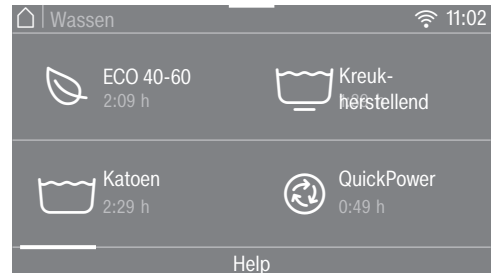 Wassen
11:02
ECO 40-60
2:09 h
Kreuk-
herstellend
Katoen
2:29 h
QuickPower
0:49 h
Help